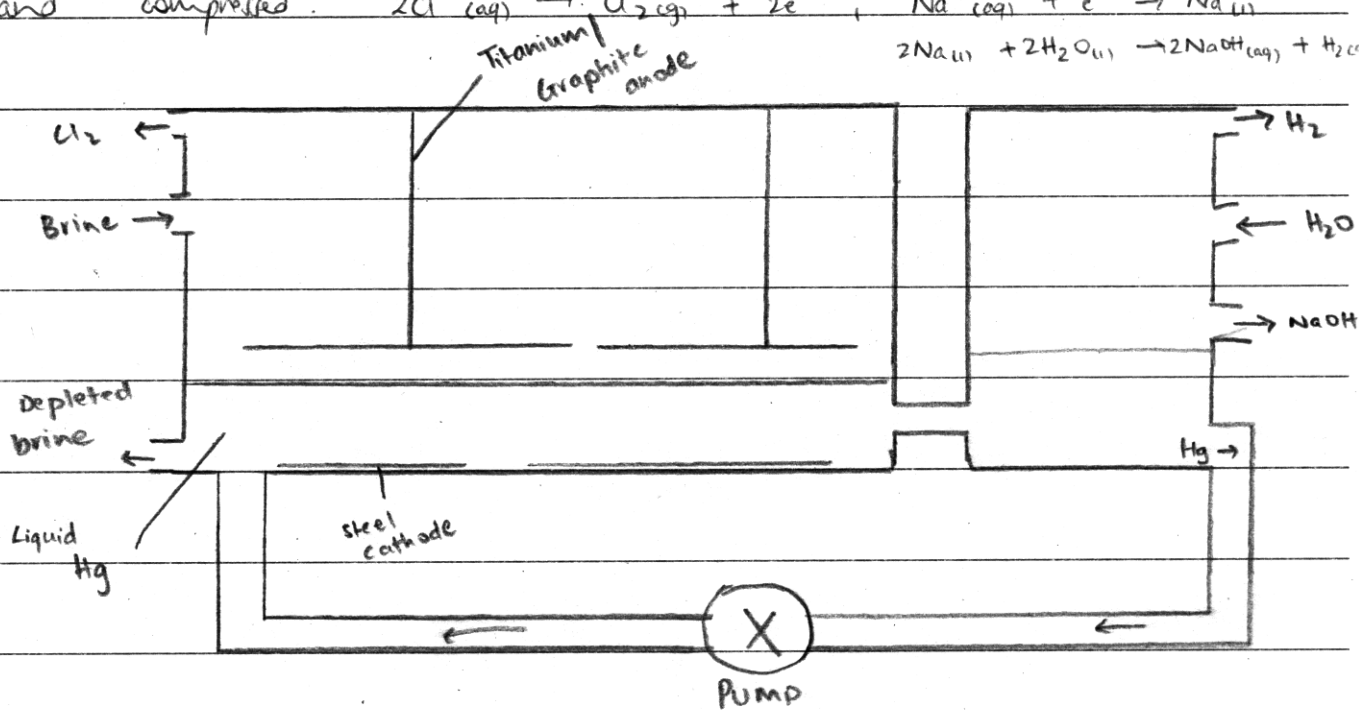 and compressed. 2Cl⁻(aq) → Cl₂(g) + 2e⁻, Na⁺(aq) + e⁻ → Na(l)
2Na(l) + 2H₂O(l) → 2NaOH(aq) + H₂(
Titanium/
Graphite
anode
Cl₂
H₂
Brine
H₂O
NaOH
Depleted
brine
Hg
Liquid
Hg
steel
cathode
X
PUMP